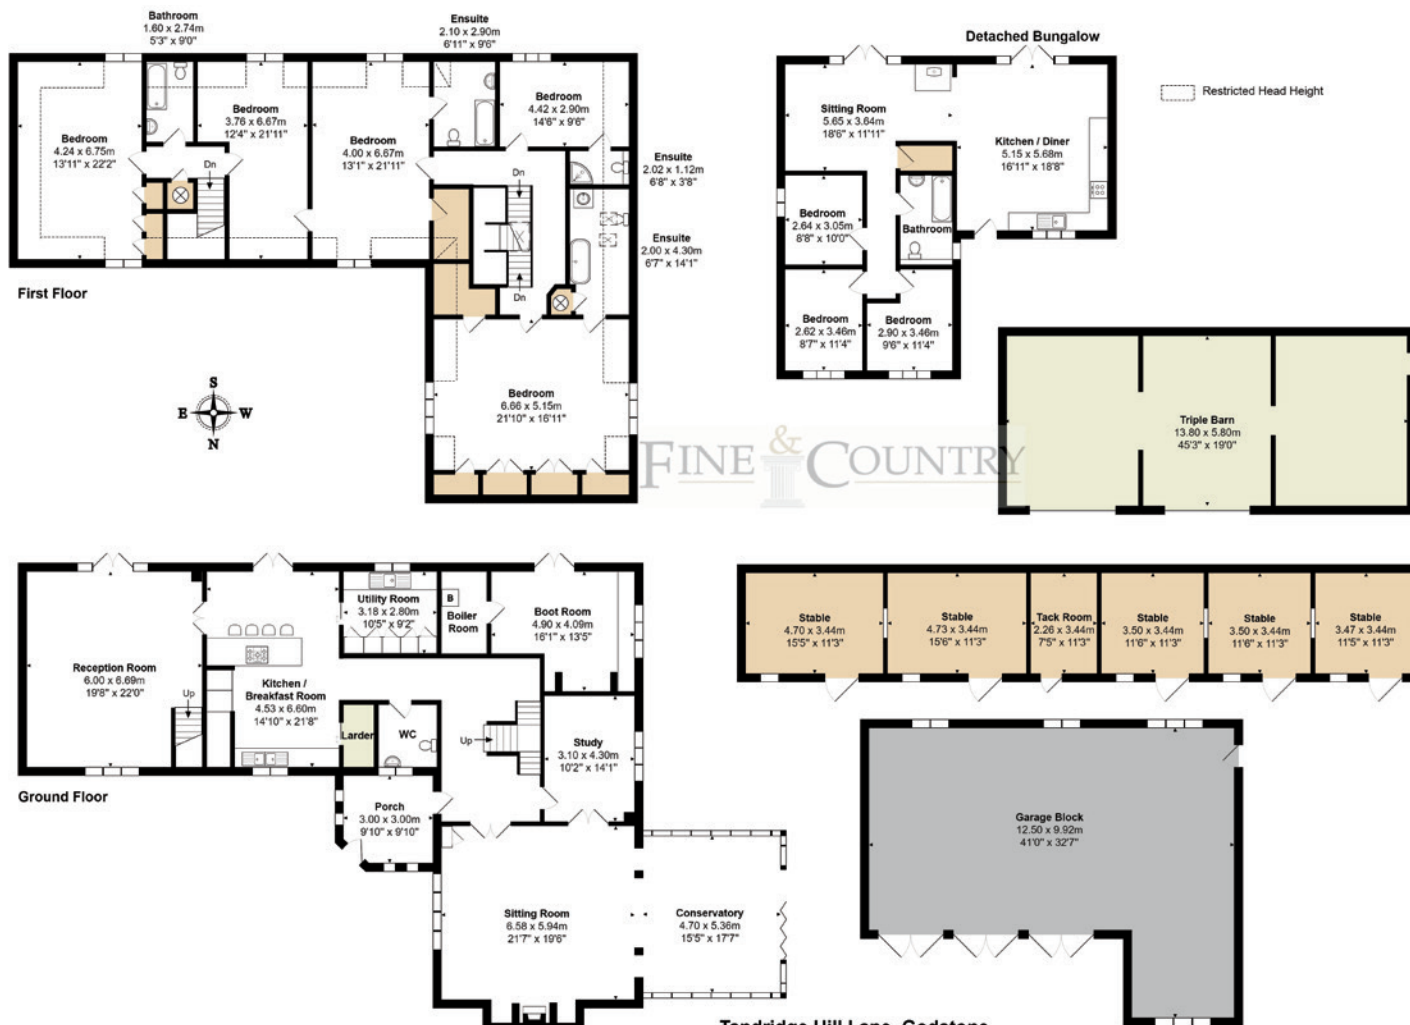 Bathroom
1.60 x 2.74m
5'3" x 9'0"
Ensuite
2.10 x 2.90m
6'11" x 9'6"
Bedroom
4.24 x 6.75m
13'11" x 22'2"
Bedroom
3.76 x 6.67m
12'4" x 21'11"
Bedroom
4.00 x 6.67m
13'1" x 21'11"
Bedroom
4.42 x 2.90m
14'6" x 9'6"
Ensuite
2.02 x 1.12m
6'8" x 3'8"
Ensuite
2.00 x 4.30m
6'7" x 14'1"
Dn
Dn
Dn
Bedroom
6.66 x 5.15m
21'10" x 16'11"
First Floor
S
E W
N
Detached Bungalow
Restricted Head Height
Sitting Room
5.65 x 3.64m
18'6" x 11'11"
Kitchen / Diner
5.15 x 5.68m
16'11" x 18'8"
Bedroom
2.64 x 3.05m
8'8" x 10'0"
Bathroom
Bedroom
2.62 x 3.46m
8'7" x 11'4"
Bedroom
2.90 x 3.46m
9'6" x 11'4"
Triple Barn
13.80 x 5.80m
45'3" x 19'0"
FINE & COUNTRY
Reception Room
6.00 x 6.69m
19'8" x 22'0"
Up
Kitchen /
Breakfast Room
4.53 x 6.60m
14'10" x 21'8"
Utility Room
3.18 x 2.80m
10'5" x 9'2"
B
Boiler
Room
Boot Room
4.90 x 4.09m
16'1" x 13'5"
Larder
WC
Up
Study
3.10 x 4.30m
10'2" x 14'1"
Ground Floor
Porch
3.00 x 3.00m
9'10" x 9'10"
Sitting Room
6.58 x 5.94m
21'7" x 19'6"
Conservatory
4.70 x 5.36m
15'5" x 17'7"
Stable
4.70 x 3.44m
15'5" x 11'3"
Stable
4.73 x 3.44m
15'6" x 11'3"
Tack Room
2.26 x 3.44m
7'5" x 11'3"
Stable
3.50 x 3.44m
11'6" x 11'3"
Stable
3.50 x 3.44m
11'6" x 11'3"
Stable
3.47 x 3.44m
11'5" x 11'3"
Garage Block
12.50 x 9.92m
41'0" x 32'7"
Tandridge Hill Lane, Godstone